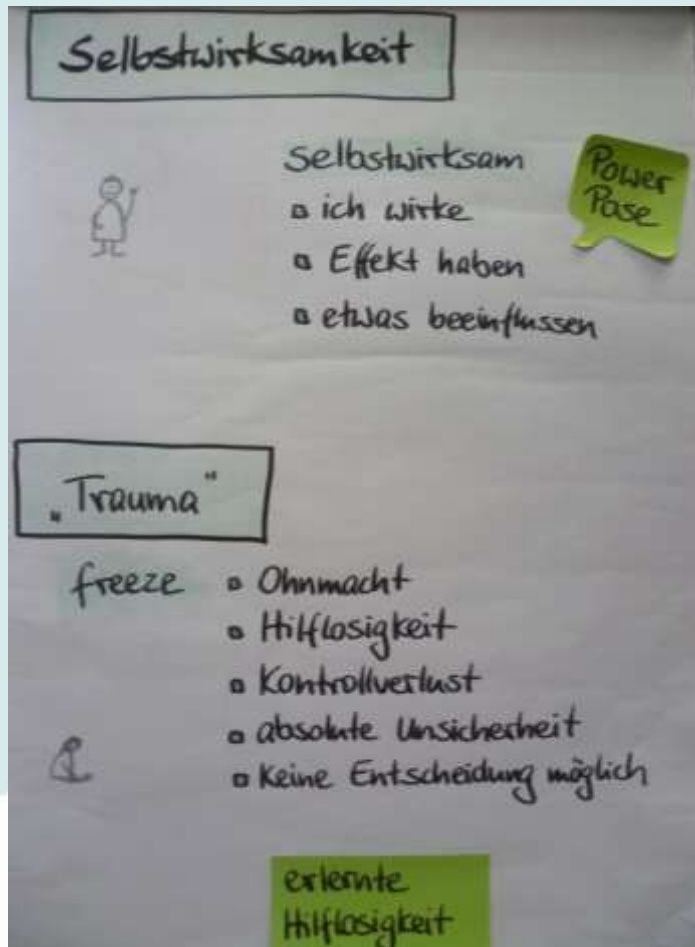 Selbstwirksamkeit
Selbstwirksam
▫ ich wirke
▫ Effekt haben
▫ etwas beeinflussen
Power
Pose
„Trauma“
freeze
▫ Ohnmacht
▫ Hilflosigkeit
▫ Kontrollverlust
▫ absolute Unsicherheit
▫ keine Entscheidung möglich
erlernte
Hilflosigkeit